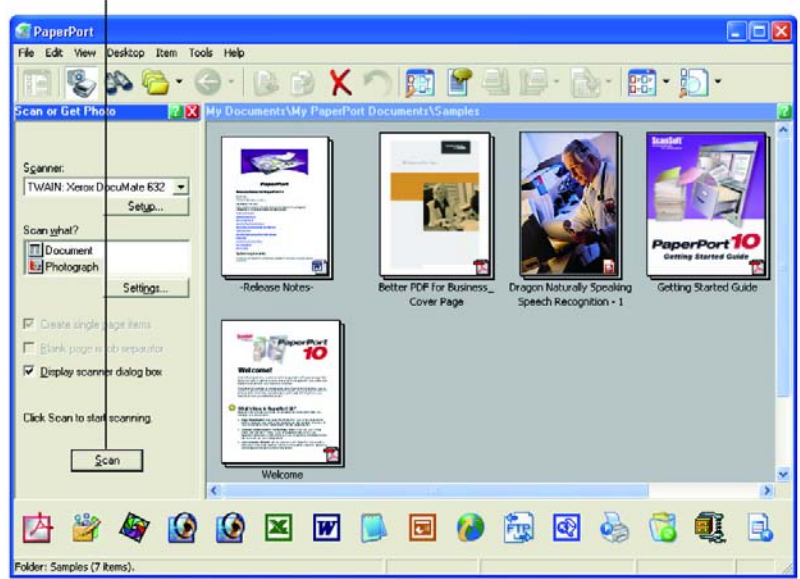 PaperPort
File Edit View Desktop Item Tools Help
Scan or Get Photo
My Documents\My PaperPort Documents\Samples
Scanner:
TWAIN: Xerox DocuMate 632
Setup...
Scan what?
Document
Photograph
Settings...
Create single page items
Blank page is job separator
Display scanner dialog box
Click Scan to start scanning.
Scan
PaperPort
-Release Notes-
Better PDF for Business_
Cover Page
Dragon Naturally Speaking
Speech Recognition - 1
ScanSoft
PaperPort 10
Getting Started Guide
Getting Started Guide
PaperPort
10
Welcome!
Welcome
FTP
Folder: Samples (7 items).